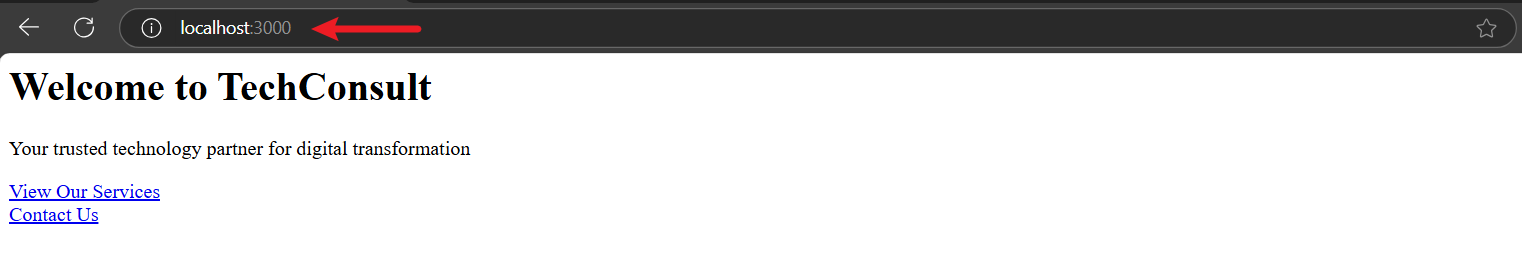 localhost:3000
Welcome to TechConsult
Your trusted technology partner for digital transformation
View Our Services
Contact Us